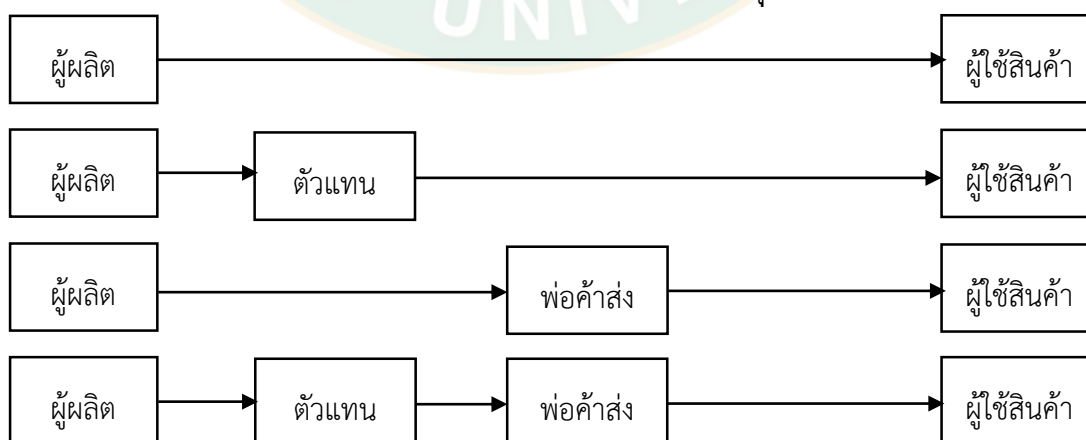 ผู้ผลิต ผู้ใช้สินค้า
ผู้ผลิต ตัวแทน ผู้ใช้สินค้า
ผู้ผลิต พ่อค้าส่ง ผู้ใช้สินค้า
ผู้ผลิต ตัวแทน พ่อค้าส่ง ผู้ใช้สินค้า